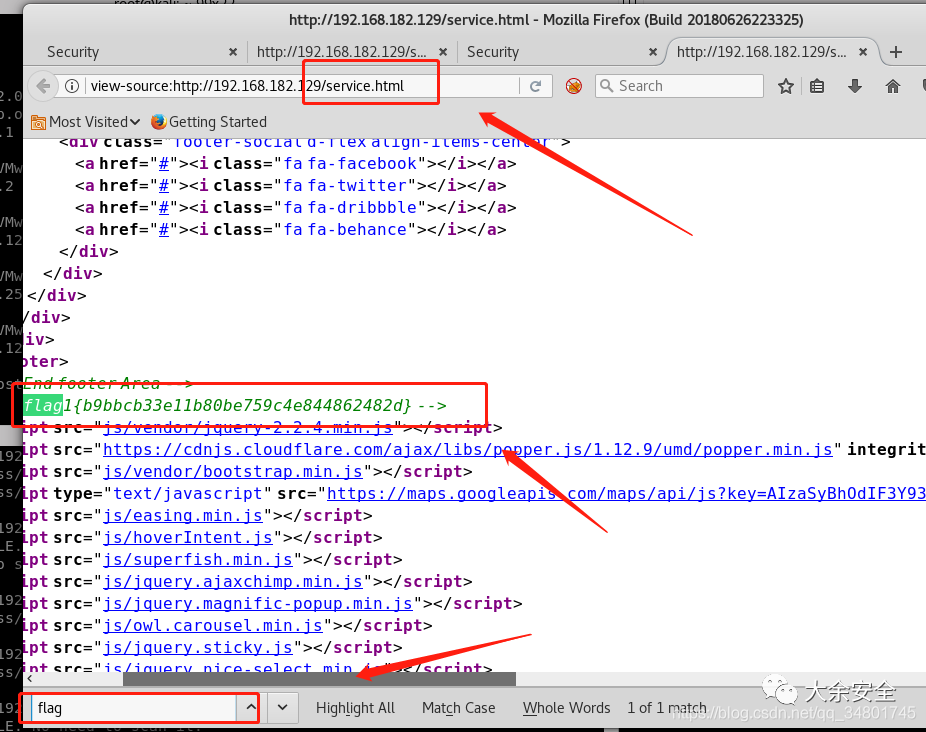 http://192.168.182.129/service.html - Mozilla Firefox (Build 20180626223325)
Security × http://192.168.182.129/s... × Security × http://192.168.182.129/s... × +
view-source:http://192.168.182.129/service.html Search
Most Visited Getting Started
<div class="footer-social d-flex align-items-center">
<a href="#"><i class="fa fa-facebook"></i></a>
<a href="#"><i class="fa fa-twitter"></i></a>
<a href="#"><i class="fa fa-dribbble"></i></a>
<a href="#"><i class="fa fa-behance"></i></a>
</div>
</div>
</div>
/div>
iv>
oter>
End footer Area -->
flag1{b9bbcb33e11b80be759c4e844862482d} -->
ipt src="js/vendor/jquery-2.2.4.min.js"></script>
ipt src="https://cdnjs.cloudflare.com/ajax/libs/popper.js/1.12.9/umd/popper.min.js" integrit
ipt src="js/vendor/bootstrap.min.js"></script>
ipt type="text/javascript" src="https://maps.googleapis.com/maps/api/js?key=AIzaSyBhOdIF3Y93
ipt src="js/easing.min.js"></script>
ipt src="js/hoverIntent.js"></script>
ipt src="js/superfish.min.js"></script>
ipt src="js/jquery.ajaxchimp.min.js"></script>
ipt src="js/jquery.magnific-popup.min.js"></script>
ipt src="js/owl.carousel.min.js"></script>
ipt src="js/jquery.sticky.js"></script>
ipt src="js/jquery.nice-select.min.js"></script>
flag Highlight All Match Case Whole Words 1 of 1 match
大余安全
https://blog.csdn.net/qq_34801745